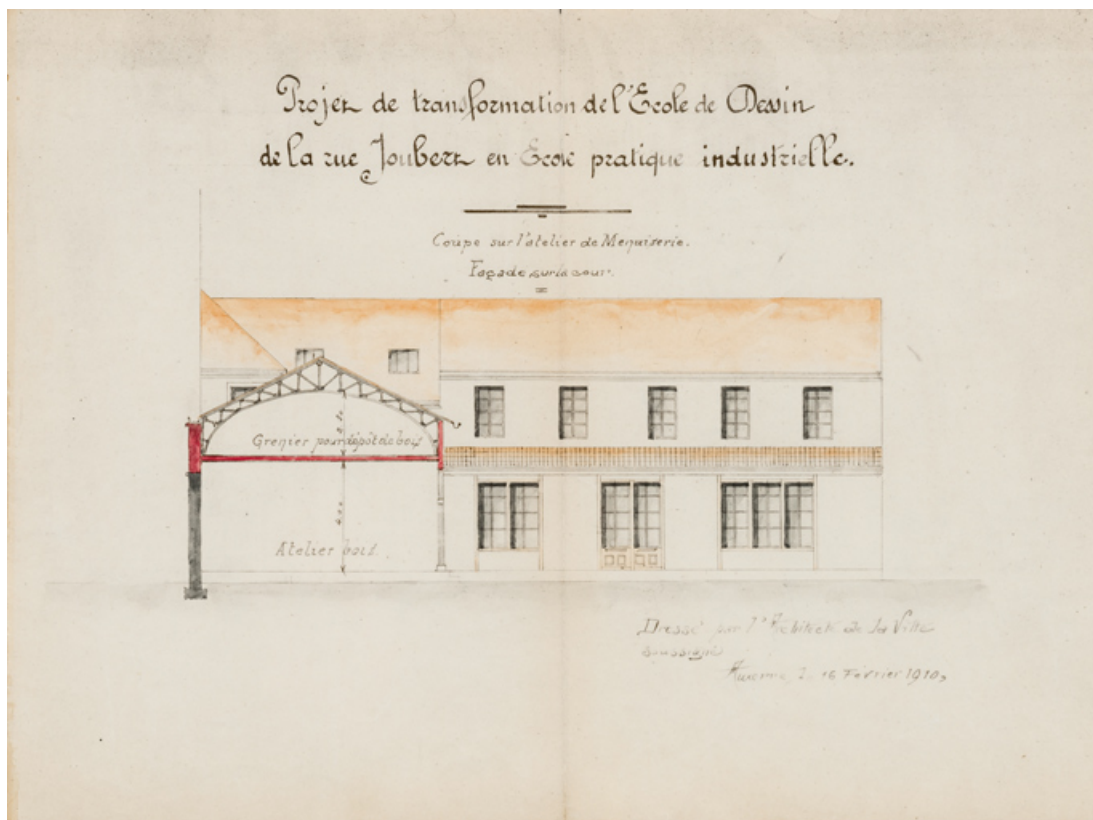 Projet de transformation de l'Ecole de Dessin
de la rue Joubert en Ecole pratique industrielle.
Coupe sur l'atelier de Menuiserie.
Façade sur la cour.
Grenier pour dépôt de bois
Atelier bois.
Dressé par l'Architecte de la Ville
soussigné
Auxerre, le 16 Février 1910,